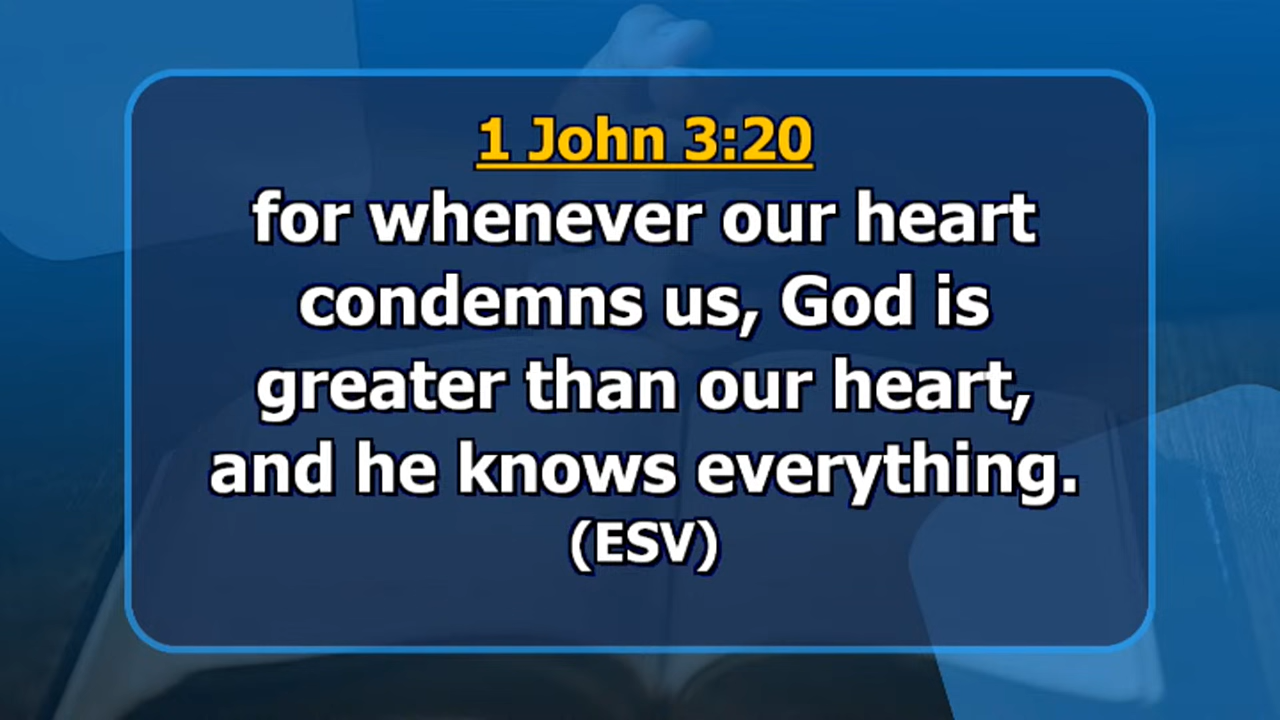 1 John 3:20
for whenever our heart
condemns us, God is
greater than our heart,
and he knows everything.
(ESV)